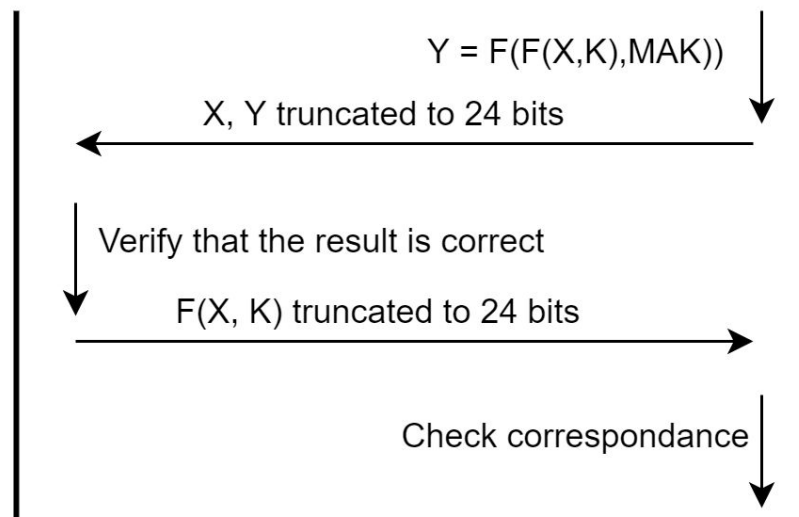 Y = F(F(X,K),MAK))
X, Y truncated to 24 bits
Verify that the result is correct
F(X, K) truncated to 24 bits
Check correspondance